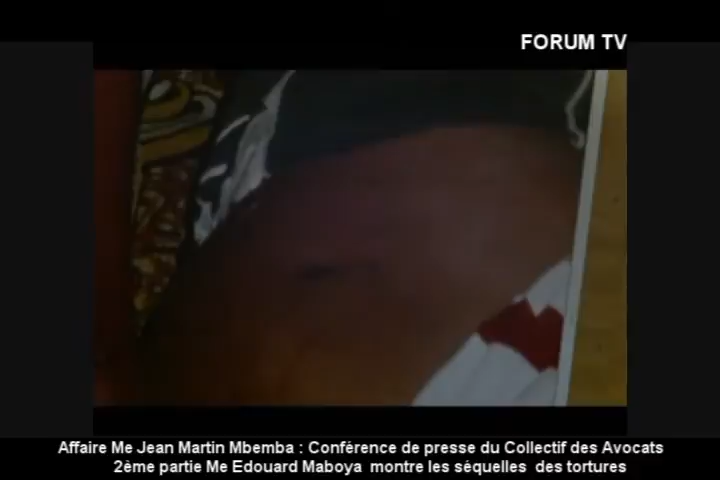 FORUM TV
Affaire Me Jean Martin Mbemba : Conférence de presse du Collectif des Avocats
2ème partie Me Edouard Maboya montre les séquelles des tortures